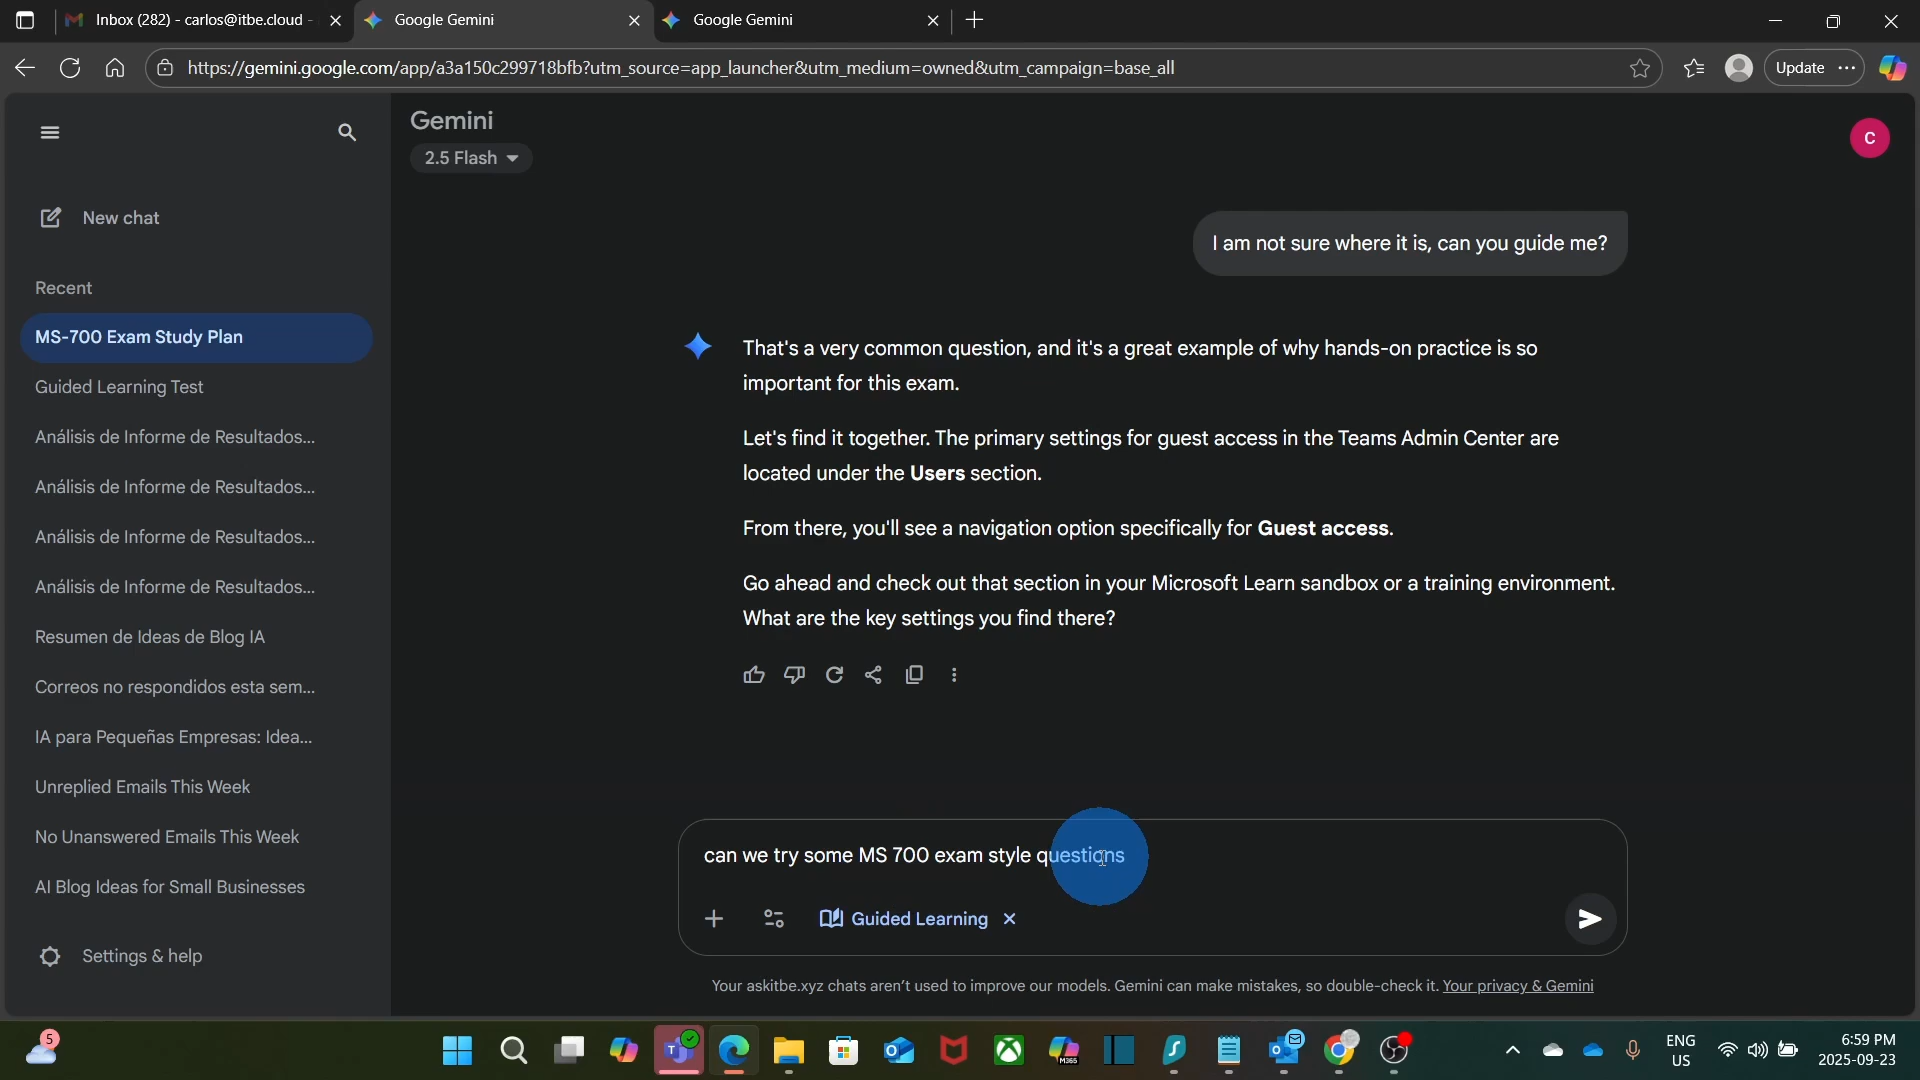 Inbox (282) - carlos@itbe.cloud -
Google Gemini
Google Gemini
https://gemini.google.com/app/a3a150c299718bfb?utm_source=app_launcher&utm_medium=owned&utm_campaign=base_all
Update
Gemini
2.5 Flash
C
New chat
Recent
MS-700 Exam Study Plan
Guided Learning Test
Análisis de Informe de Resultados...
Análisis de Informe de Resultados...
Análisis de Informe de Resultados...
Análisis de Informe de Resultados...
Resumen de Ideas de Blog IA
Correos no respondidos esta sem...
IA para Pequeñas Empresas: Idea...
Unreplied Emails This Week
No Unanswered Emails This Week
AI Blog Ideas for Small Businesses
Settings & help
I am not sure where it is, can you guide me?
That's a very common question, and it's a great example of why hands-on practice is so
important for this exam.
Let's find it together. The primary settings for guest access in the Teams Admin Center are
located under the Users section.
From there, you'll see a navigation option specifically for Guest access.
Go ahead and check out that section in your Microsoft Learn sandbox or a training environment.
What are the key settings you find there?
can we try some MS 700 exam style questions
Guided Learning
Your askitbe.xyz chats aren't used to improve our models. Gemini can make mistakes, so double-check it. Your privacy & Gemini
5
T
M365
ENG
US
6:59 PM
2025-09-23